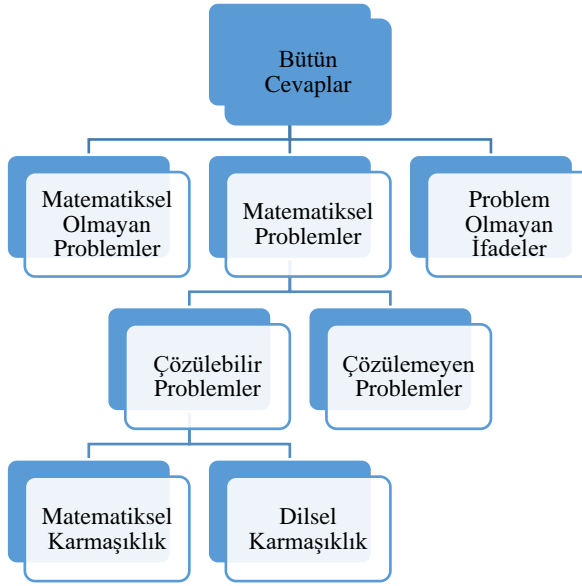 Bütün
Cevaplar
Matematiksel
Olmayan
Problemler
Matematiksel
Problemler
Problem
Olmayan
İfadeler
Çözülebilir
Problemler
Çözülemeyen
Problemler
Matematiksel
Karmaşıklık
Dilsel
Karmaşıklık